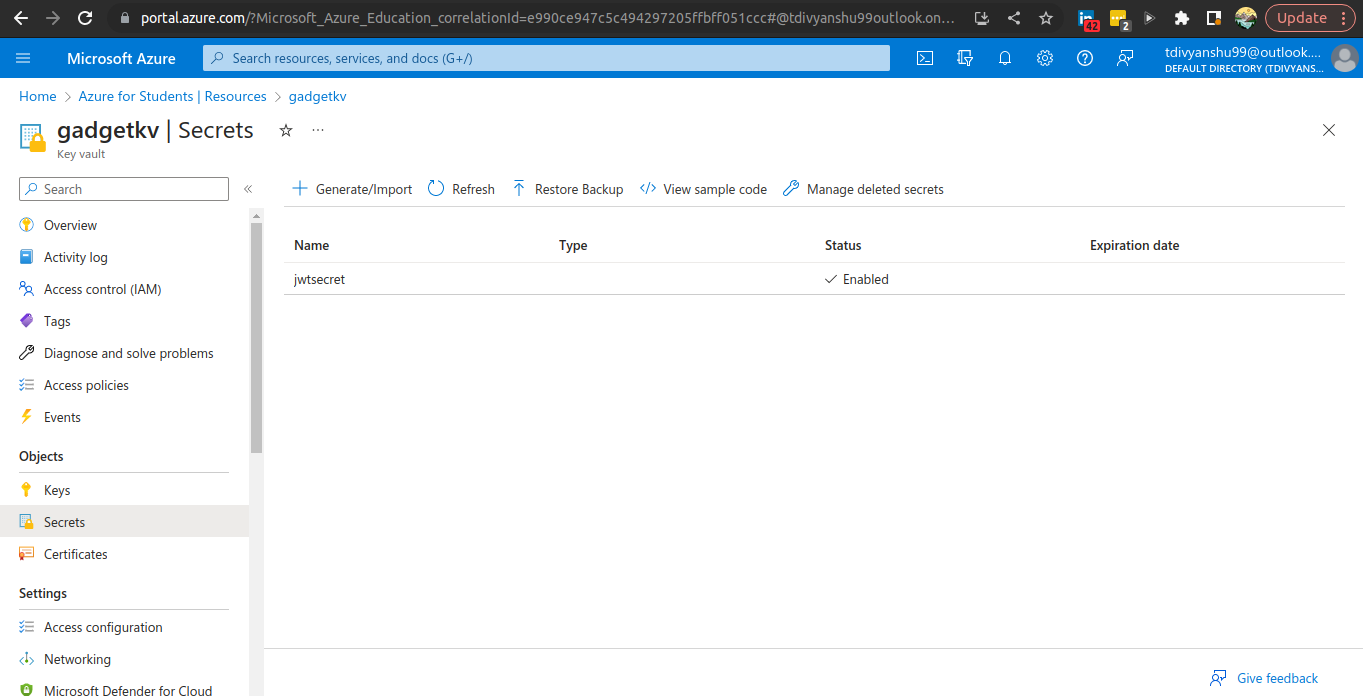 portal.azure.com/?Microsoft_Azure_Education_correlationId=e990ce947c5c494297205ffbff051ccc#@tdivyanshu99outlook.on...
42
2
Update
Microsoft Azure
Search resources, services, and docs (G+/)
tdivyanshu99@outlook....
DEFAULT DIRECTORY (TDIVYANS...
Home > Azure for Students | Resources > gadgetkv
gadgetkv | Secrets
Key vault
Search
Generate/Import Refresh Restore Backup View sample code Manage deleted secrets
Overview
Activity log
Access control (IAM)
Tags
Diagnose and solve problems
Access policies
Events
Objects
Keys
Secrets
Certificates
Settings
Access configuration
Networking
Microsoft Defender for Cloud
Name Type Status Expiration date
jwtsecret Enabled
Give feedback